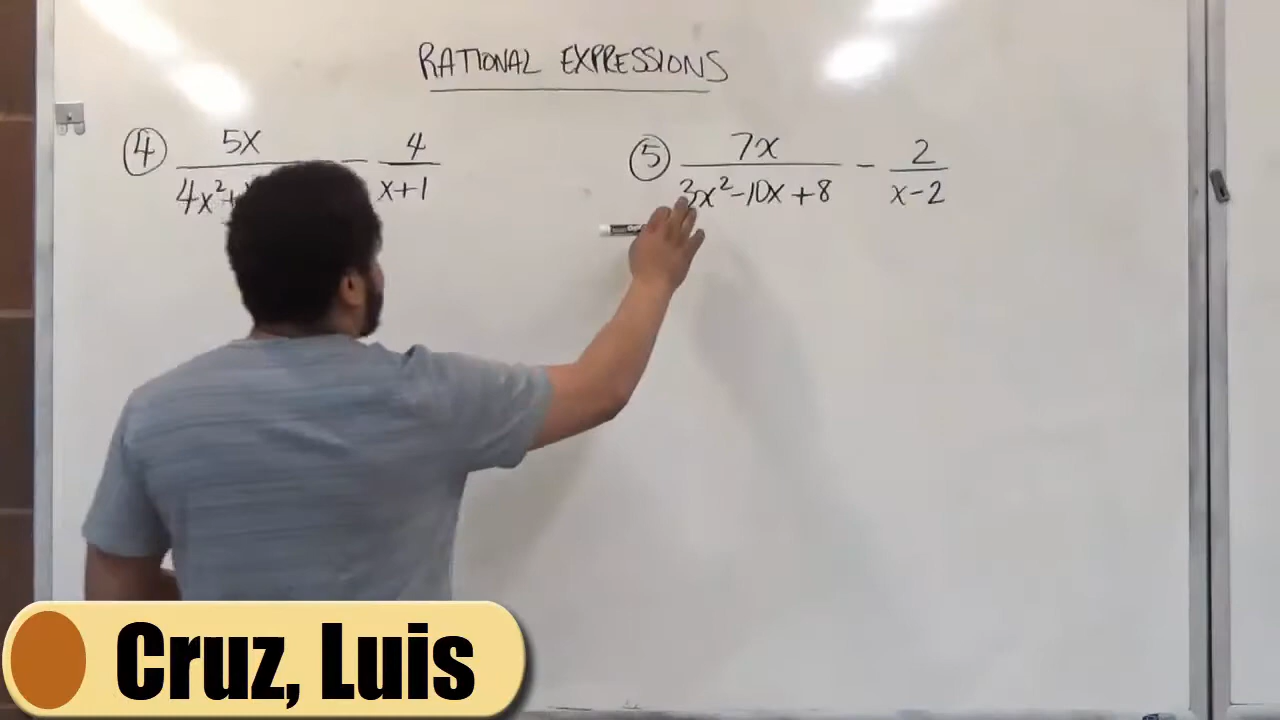 RATIONAL EXPRESSIONS
④ 5x / 4x²+ − 4 / x+1
⑤ 7x / 3x²-10x+8 − 2 / x-2
Cruz, Luis